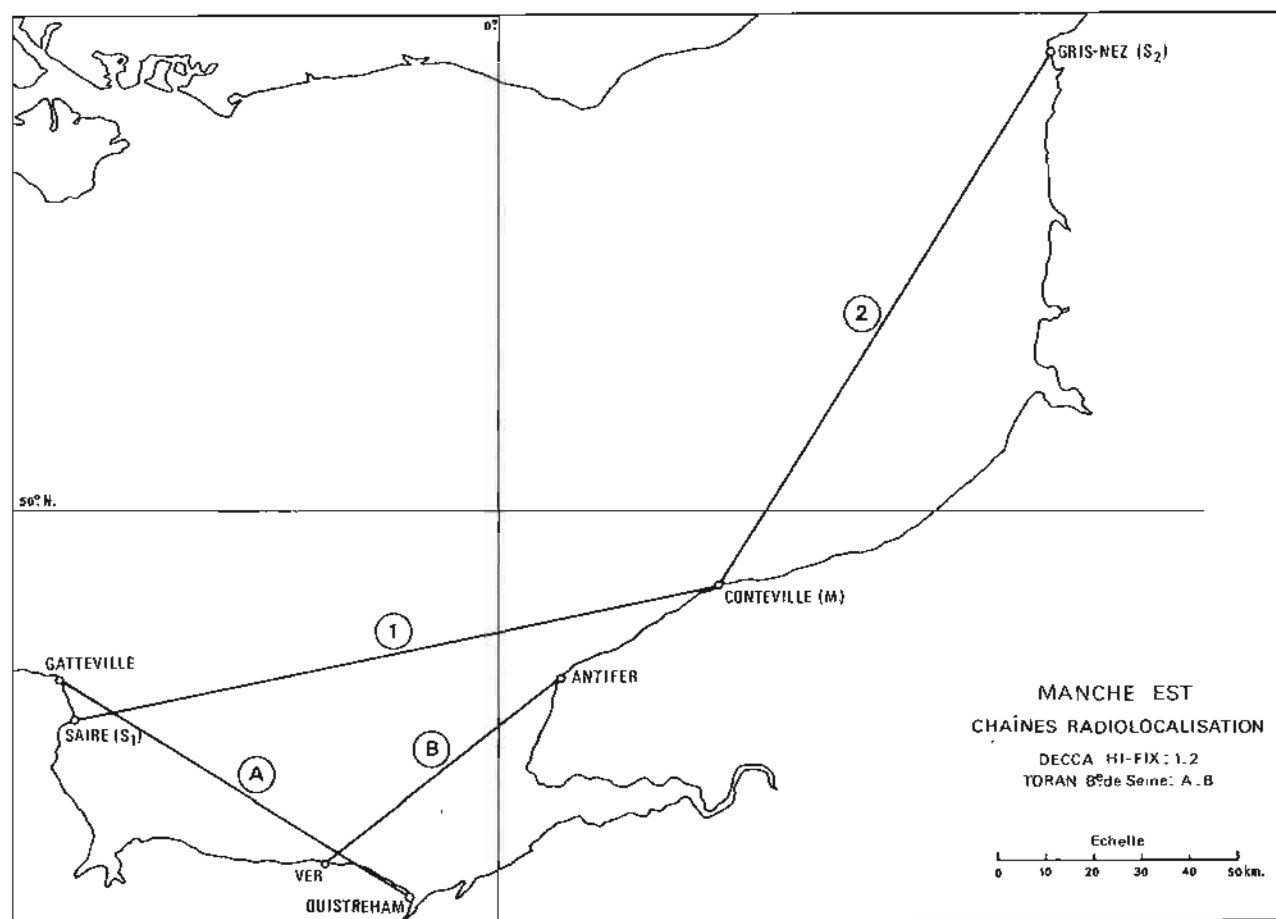 0°
GRIS-NEZ (S2)
2
50° N.
CONTEVILLE (M)
1
GATTEVILLE
ANTIFER
SAIRE (S1)
B
A
VER
OUISTREHAM
MANCHE EST
CHAÎNES RADIOLOCALISATION
DECCA HI-FIX: 1.2
TORAN Bᵉ de Seine: A.B
Echelle
0 10 20 30 40 50 km.